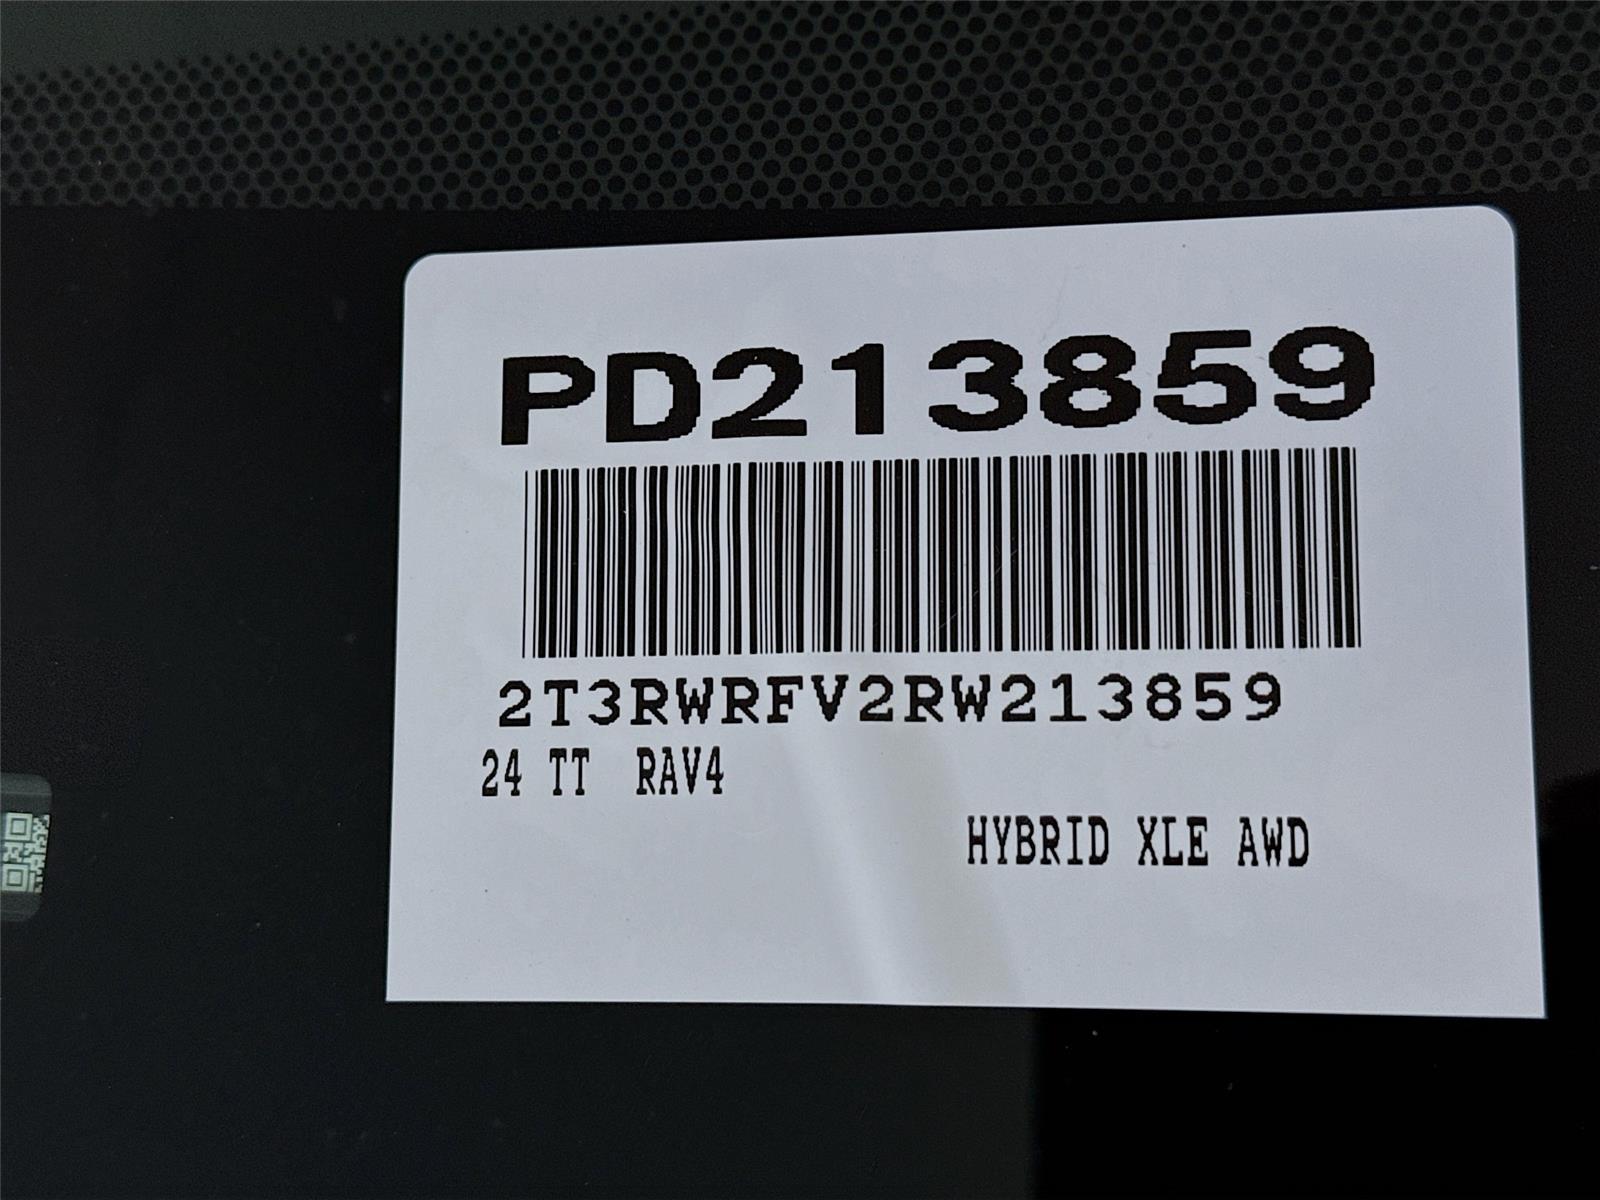 PD213859
2T3RWRFV2RW213859
24 TT RAV4
HYBRID XLE AWD